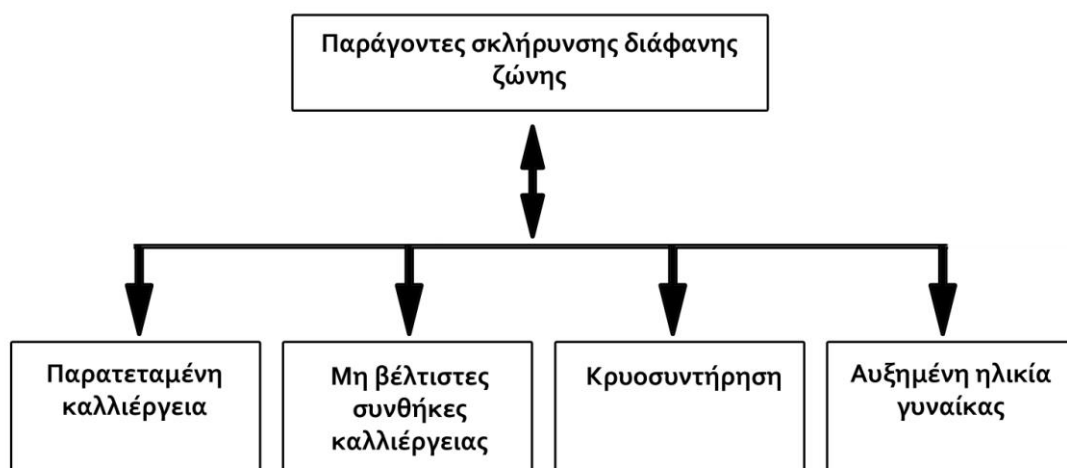 Παράγοντες σκλήρυνσης διάφανης
ζώνης
Παρατεταμένη
καλλιέργεια
Μη βέλτιστες
συνθήκες
καλλιέργειας
Κρυοσυντήρηση
Αυξημένη ηλικία
γυναίκας